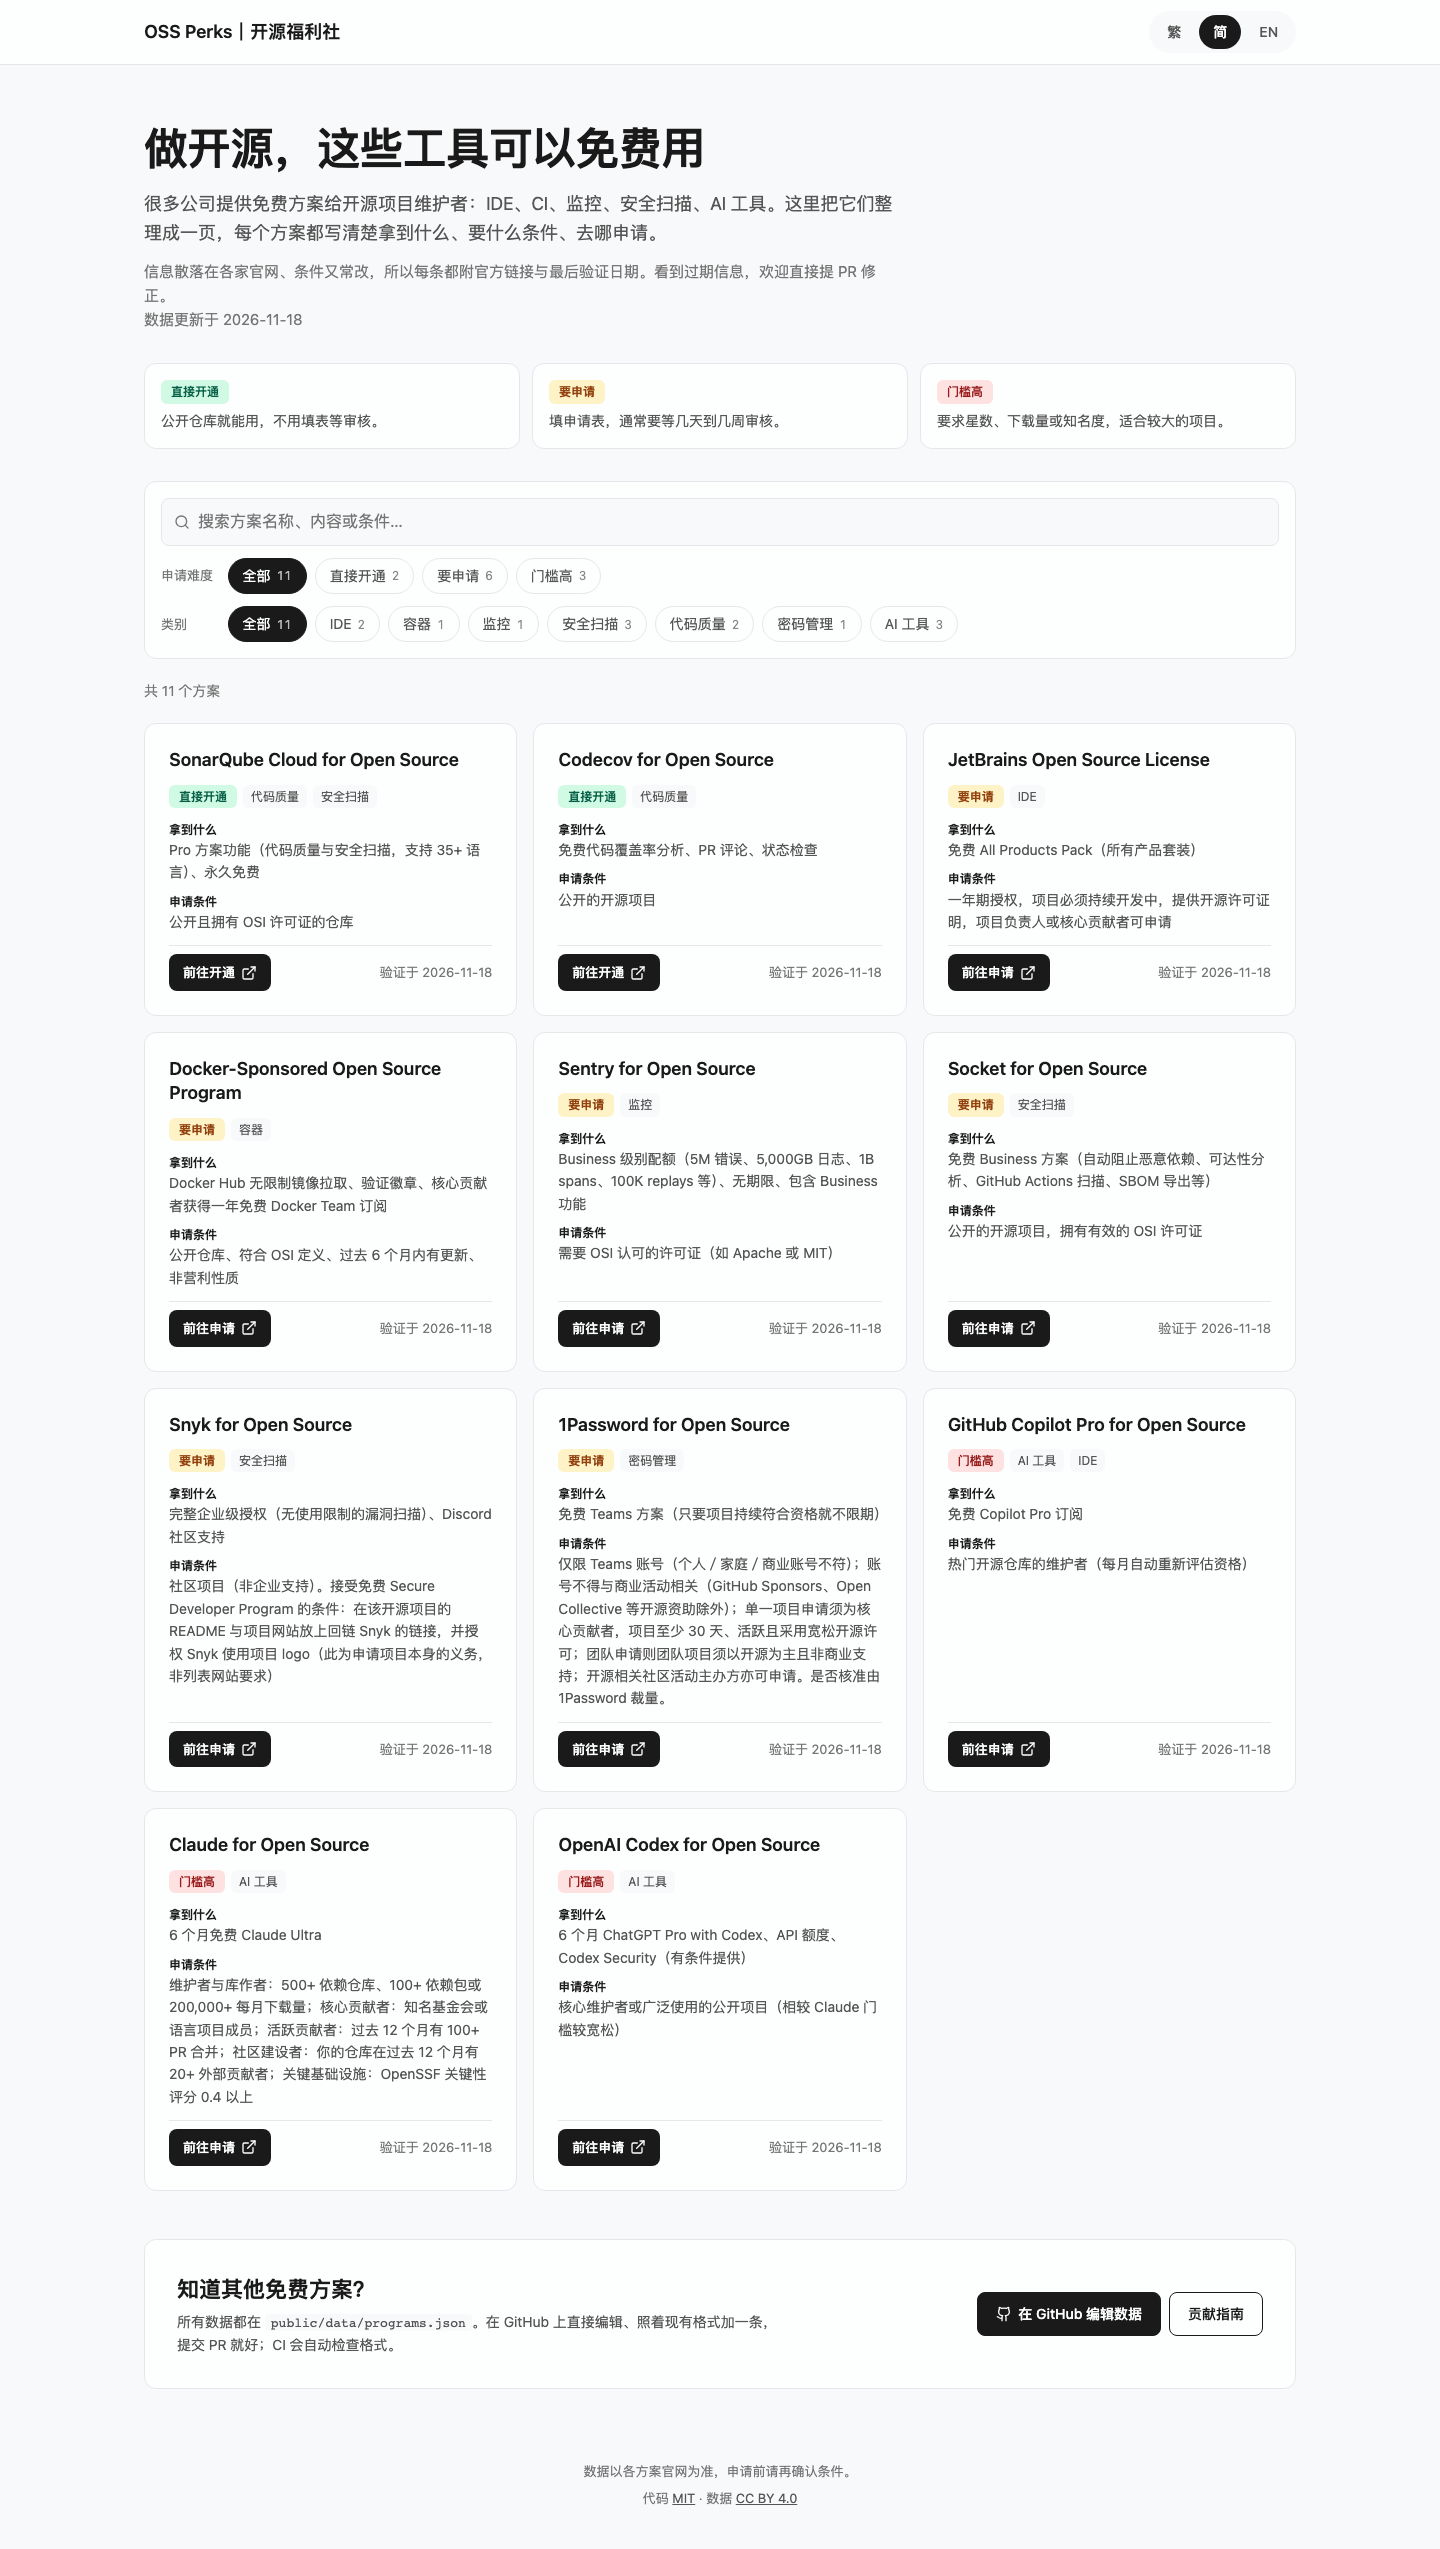 OSS Perks | 开源福利社
繁 简 EN
做开源，这些工具可以免费用
很多公司提供免费方案给开源项目维护者：IDE、CI、监控、安全扫描、AI 工具。这里把它们整
理成一页，每个方案都写清楚拿到什么、要什么条件、去哪申请。
信息散落在各家官网、条件又常改，所以每条都附官方链接与最后验证日期。看到过期信息，欢迎直接提 PR 修
正。
数据更新于 2026-11-18
直接开通
公开仓库就能用，不用填表等审核。
要申请
填申请表，通常要等几天到几周审核。
门槛高
要求星数、下载量或知名度，适合较大的项目。
搜索方案名称、内容或条件...
申请难度 全部 11 直接开通 2 要申请 6 门槛高 3
类别 全部 11 IDE 2 容器 1 监控 1 安全扫描 3 代码质量 2 密码管理 1 AI 工具 3
共 11 个方案
SonarQube Cloud for Open Source
直接开通 代码质量 安全扫描
拿到什么
Pro 方案功能（代码质量与安全扫描，支持 35+ 语
言）、永久免费
申请条件
公开且拥有 OSI 许可证的仓库
前往开通 验证于 2026-11-18
Codecov for Open Source
直接开通 代码质量
拿到什么
免费代码覆盖率分析、PR 评论、状态检查
申请条件
公开的开源项目
前往开通 验证于 2026-11-18
JetBrains Open Source License
要申请 IDE
拿到什么
免费 All Products Pack（所有产品套装）
申请条件
一年期授权，项目必须持续开发中，提供开源许可证
明，项目负责人或核心贡献者可申请
前往申请 验证于 2026-11-18
Docker-Sponsored Open Source
Program
要申请 容器
拿到什么
Docker Hub 无限制镜像拉取、验证徽章、核心贡献
者获得一年免费 Docker Team 订阅
申请条件
公开仓库、符合 OSI 定义、过去 6 个月内有更新、
非营利性质
前往申请 验证于 2026-11-18
Sentry for Open Source
要申请 监控
拿到什么
Business 级别配额（5M 错误、5,000GB 日志、1B
spans、100K replays 等）、无期限、包含 Business
功能
申请条件
需要 OSI 认可的许可证（如 Apache 或 MIT）
前往申请 验证于 2026-11-18
Socket for Open Source
要申请 安全扫描
拿到什么
免费 Business 方案（自动阻止恶意依赖、可达性分
析、GitHub Actions 扫描、SBOM 导出等）
申请条件
公开的开源项目，拥有有效的 OSI 许可证
前往申请 验证于 2026-11-18
Snyk for Open Source
要申请 安全扫描
拿到什么
完整企业级授权（无使用限制的漏洞扫描）、Discord
社区支持
申请条件
社区项目（非企业支持）。接受免费 Secure
Developer Program 的条件：在该开源项目的
README 与项目网站放上回链 Snyk 的链接，并授
权 Snyk 使用项目 logo（此为申请项目本身的义务，
非列表网站要求）
前往申请 验证于 2026-11-18
1Password for Open Source
要申请 密码管理
拿到什么
免费 Teams 方案（只要项目持续符合资格就不限期）
申请条件
仅限 Teams 账号（个人 / 家庭 / 商业账号不符）；账
号不得与商业活动相关（GitHub Sponsors、Open
Collective 等开源资助除外）；单一项目申请须为核
心贡献者，项目至少 30 天、活跃且采用宽松开源许
可；团队申请则团队项目须以开源为主且非商业支
持；开源相关社区活动主办方亦可申请。是否核准由
1Password 裁量。
前往申请 验证于 2026-11-18
GitHub Copilot Pro for Open Source
门槛高 AI 工具 IDE
拿到什么
免费 Copilot Pro 订阅
申请条件
热门开源仓库的维护者（每月自动重新评估资格）
前往申请 验证于 2026-11-18
Claude for Open Source
门槛高 AI 工具
拿到什么
6 个月免费 Claude Ultra
申请条件
维护者与库作者：500+ 依赖仓库、100+ 依赖包或
200,000+ 每月下载量；核心贡献者：知名基金会或
语言项目成员；活跃贡献者：过去 12 个月有 100+
PR 合并；社区建设者：你的仓库在过去 12 个月有
20+ 外部贡献者；关键基础设施：OpenSSF 关键性
评分 0.4 以上
前往申请 验证于 2026-11-18
OpenAI Codex for Open Source
门槛高 AI 工具
拿到什么
6 个月 ChatGPT Pro with Codex、API 额度、
Codex Security（有条件提供）
申请条件
核心维护者或广泛使用的公开项目（相较 Claude 门
槛较宽松）
前往申请 验证于 2026-11-18
知道其他免费方案？
所有数据都在 public/data/programs.json 。在 GitHub 上直接编辑、照着现有格式加一条，
提交 PR 就好；CI 会自动检查格式。
在 GitHub 编辑数据 贡献指南
数据以各方案官网为准，申请前请再确认条件。
代码 MIT · 数据 CC BY 4.0